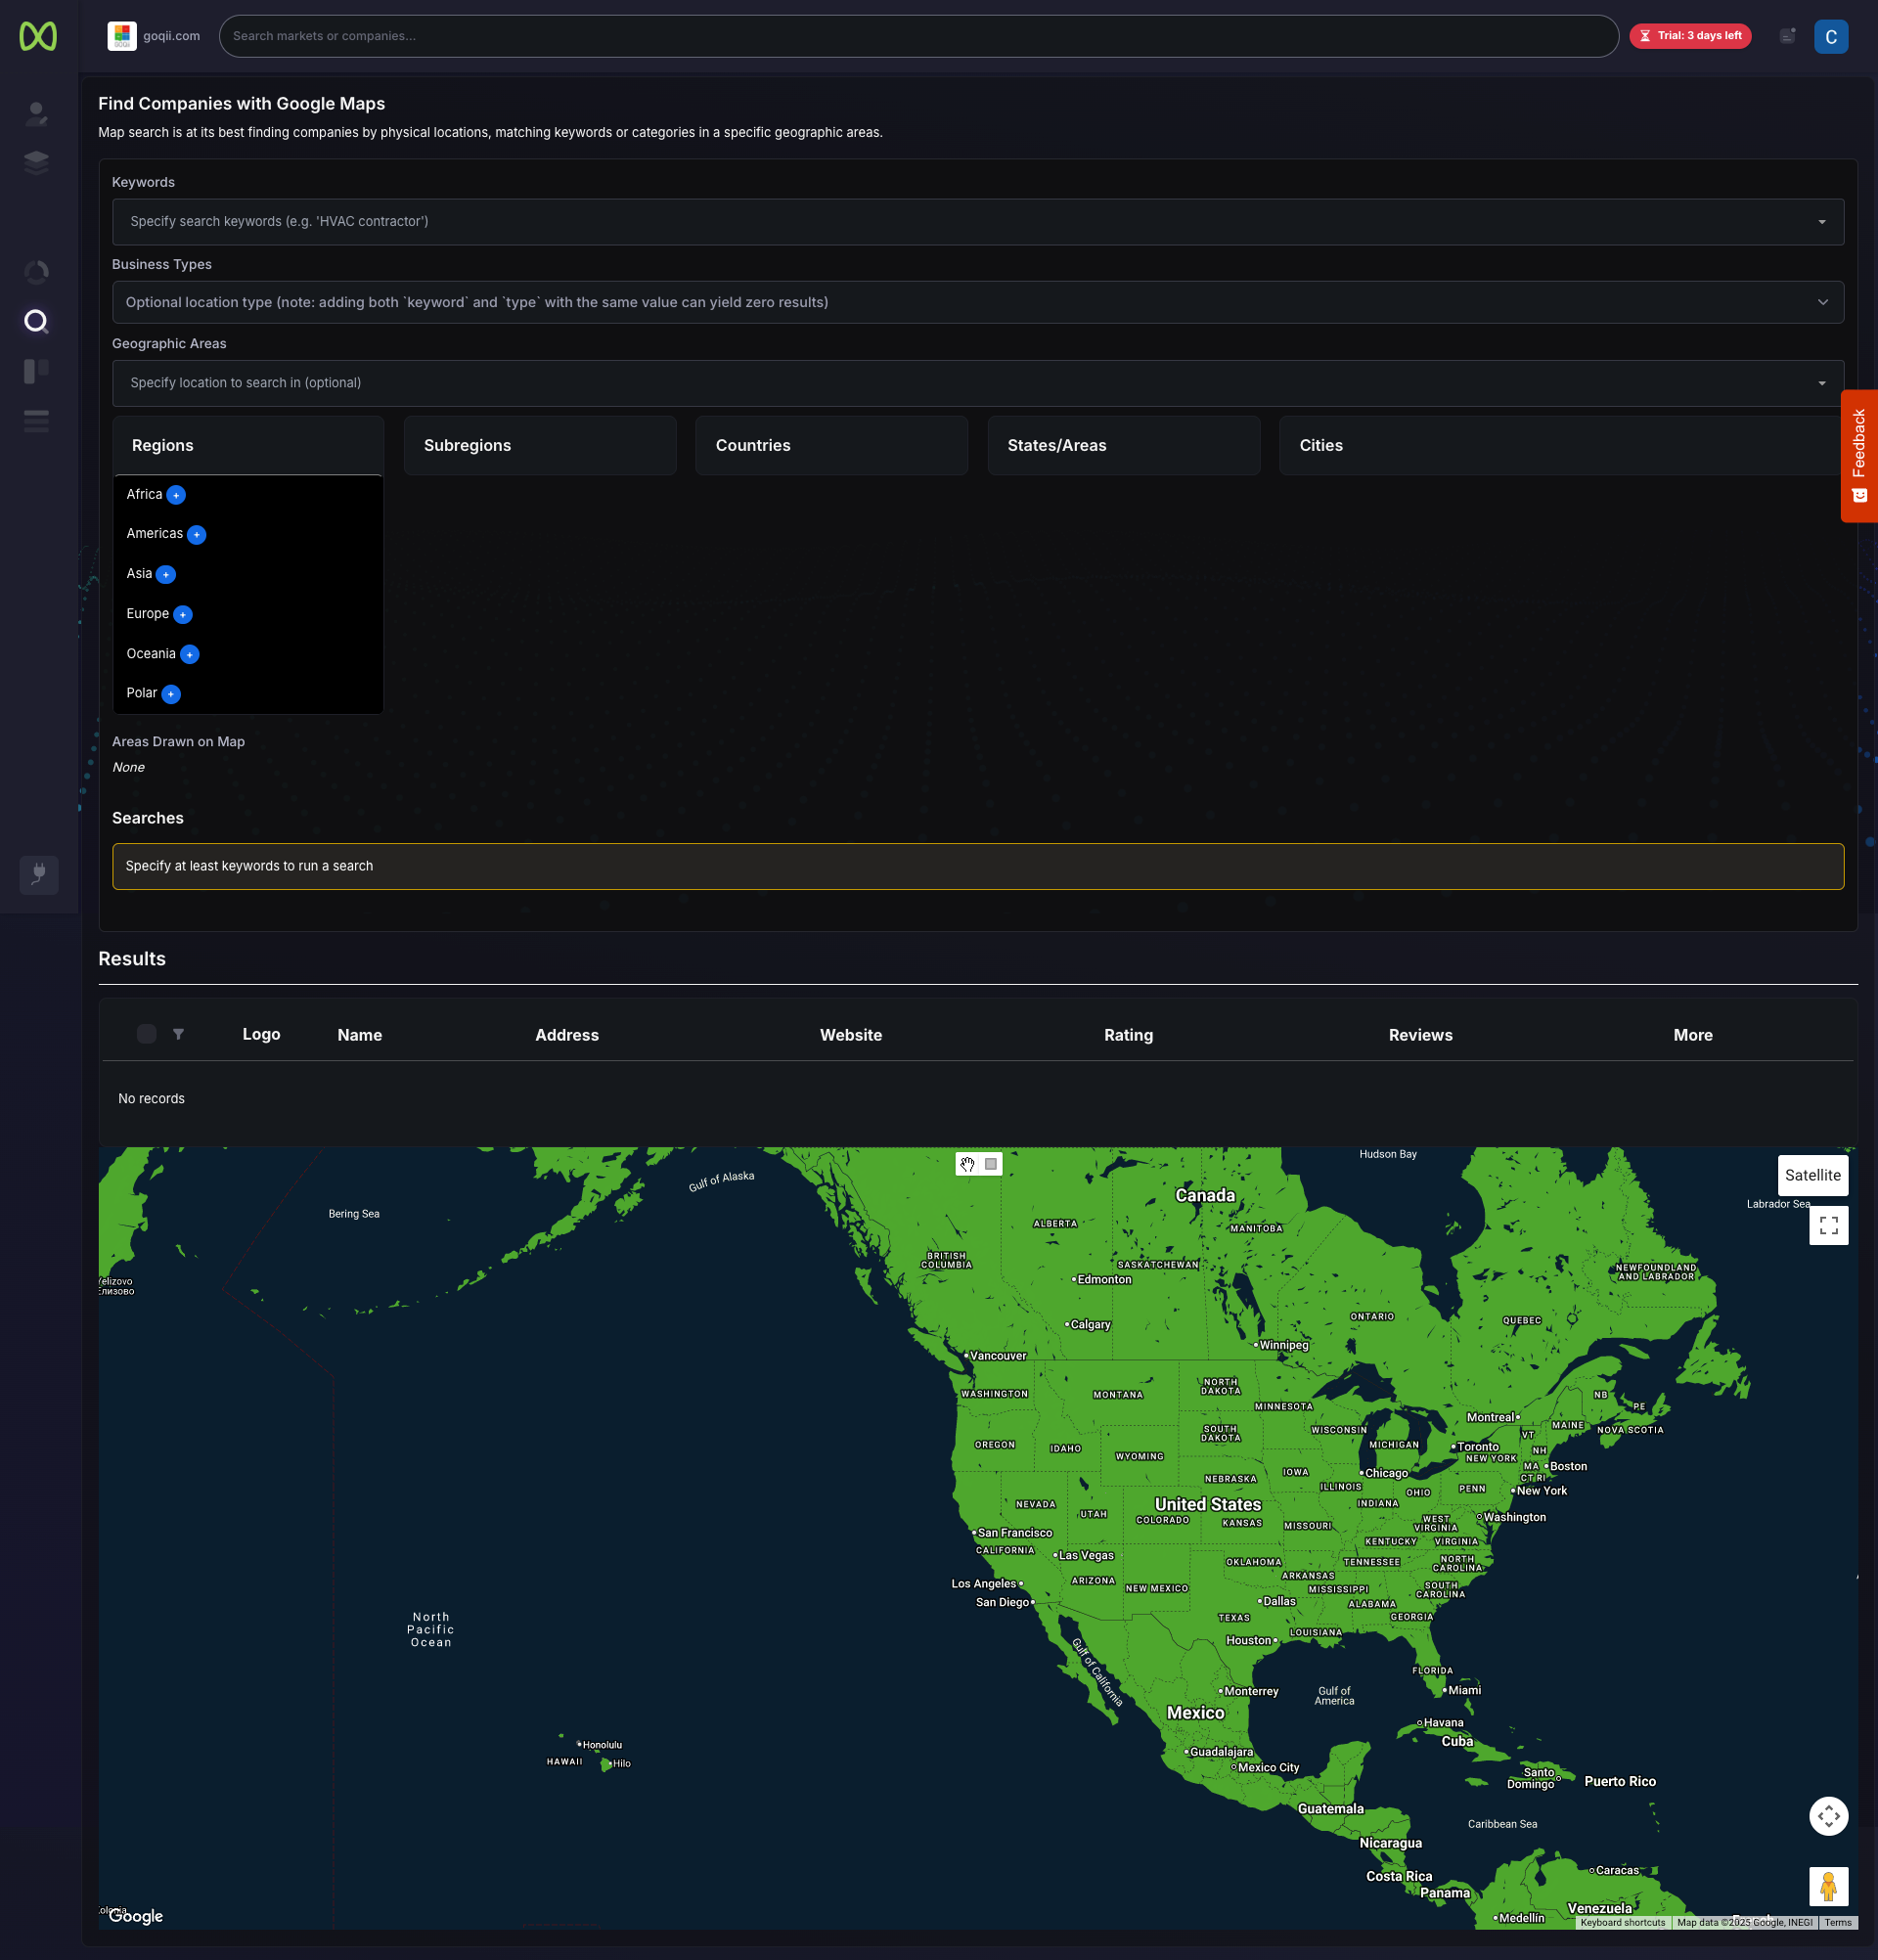 goqii.com
Search markets or companies...
Trial: 3 days left
C
Find Companies with Google Maps
Map search is at its best finding companies by physical locations, matching keywords or categories in a specific geographic areas.
Keywords
Specify search keywords (e.g. 'HVAC contractor')
Business Types
Optional location type (note: adding both `keyword` and `type` with the same value can yield zero results)
Geographic Areas
Specify location to search in (optional)
Feedback
Regions
Subregions
Countries
States/Areas
Cities
Africa +
Americas +
Asia +
Europe +
Oceania +
Polar +
Areas Drawn on Map
None
Searches
Specify at least keywords to run a search
Results
Logo
Name
Address
Website
Rating
Reviews
More
No records
Hudson Bay
Gulf of Alaska
Satellite
Canada
Labrador Sea
Bering Sea
ALBERTA
MANITOBA
BRITISH
COLUMBIA
SASKATCHEWAN
NEWFOUNDLAND
AND LABRADOR
Edmonton
Yelizovo
Елизово
ONTARIO
QUEBEC
Calgary
Winnipeg
Vancouver
WASHINGTON
MONTANA
NORTH
DAKOTA
NB
MINNESOTA
PE
Montreal
MAINE
NOVA SCOTIA
WISCONSIN
SOUTH
DAKOTA
VT
OREGON
IDAHO
MICHIGAN
Toronto
NH
WYOMING
NEW YORK
MA
Boston
IOWA
Chicago
NEBRASKA
CT RI
ILLINOIS
OHIO
PENN
New York
NEVADA
United States
INDIANA
UTAH
COLORADO
KANSAS
MISSOURI
WEST
VIRGINIA
Washington
San Francisco
KENTUCKY
VIRGINIA
CALIFORNIA
Las Vegas
OKLAHOMA
TENNESSEE
NORTH
CAROLINA
Los Angeles
ARIZONA
NEW MEXICO
ARKANSAS
MISSISSIPPI
SOUTH
CAROLINA
San Diego
Dallas
ALABAMA
TEXAS
GEORGIA
North
Pacific
Ocean
Houston
LOUISIANA
Gulf of California
FLORIDA
Monterrey
Gulf of
America
Miami
Mexico
Havana
Cuba
Honolulu
HAWAII
Hilo
Guadalajara
Mexico City
Santo
Domingo
Puerto Rico
Guatemala
Caribbean Sea
Nicaragua
Costa Rica
Caracas
Panama
Venezuela
Google
Medellín
Keyboard shortcuts
Map data ©2025 Google, INEGI
Terms